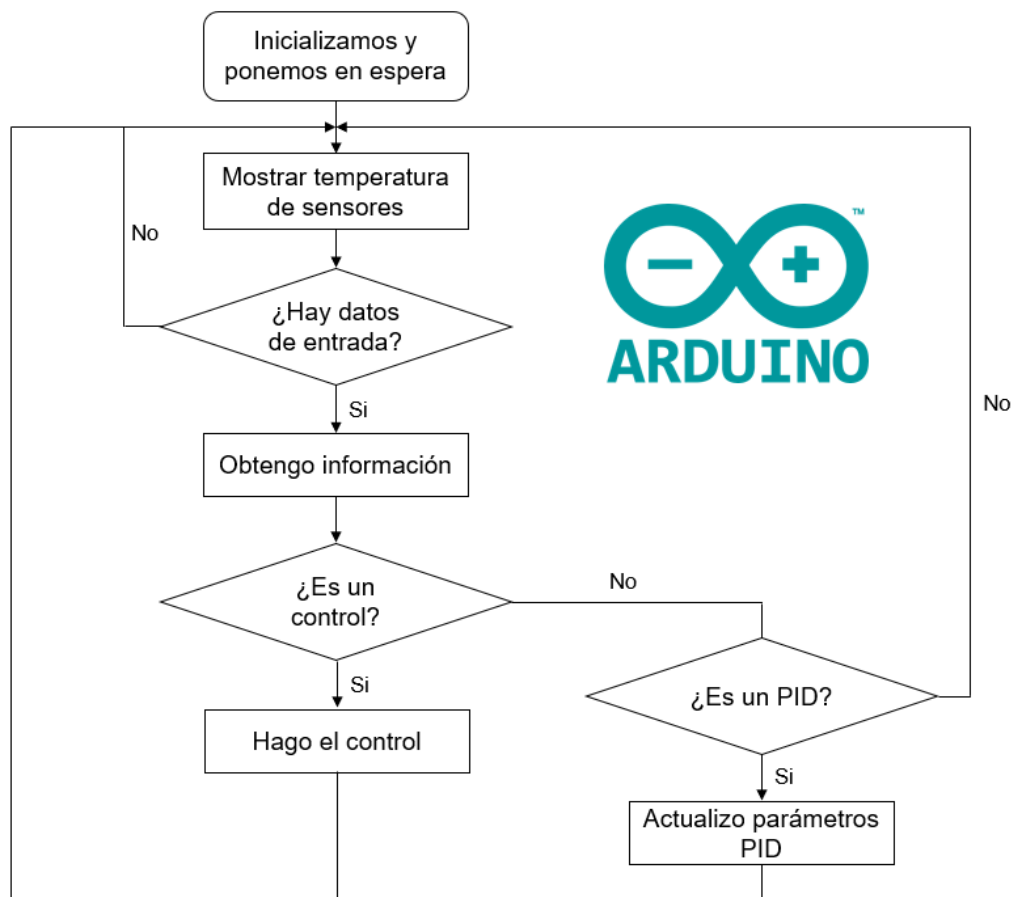 Inicializamos y
ponemos en espera
Mostrar temperatura
de sensores
No
¿Hay datos
de entrada?
TM
ARDUINO
Si
No
Obtengo información
¿Es un
control?
No
Si
¿Es un PID?
Hago el control
Si
Actualizo parámetros
PID